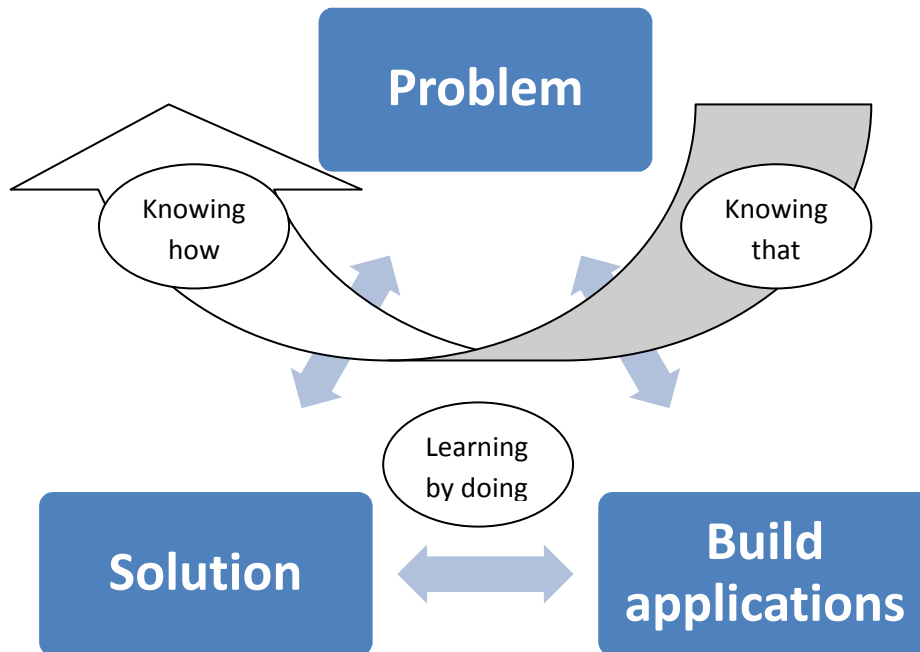 Problem
Knowing
how
Knowing
that
Learning
by doing
Solution
Build
applications